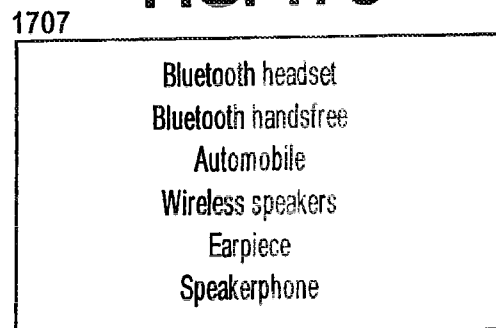 1707
Bluetooth headset
Bluetooth handsfree
Automobile
Wireless speakers
Earpiece
Speakerphone